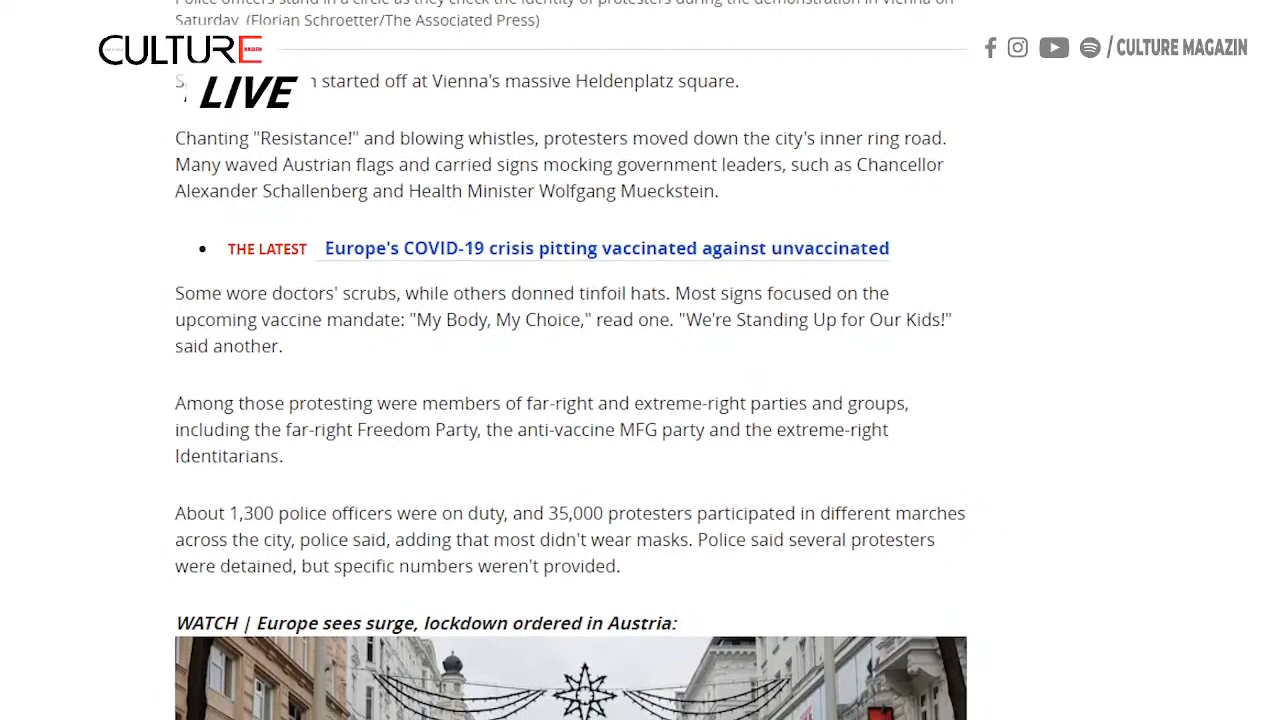 Police officers stand in a circle as they check the identity of protesters during the demonstration in Vienna on
Saturday. (Florian Schroetter/The Associated Press)
CULTURE
MAGAZIN
LIVE
/ CULTURE MAGAZIN
started off at Vienna's massive Heldenplatz square.
Chanting "Resistance!" and blowing whistles, protesters moved down the city's inner ring road.
Many waved Austrian flags and carried signs mocking government leaders, such as Chancellor
Alexander Schallenberg and Health Minister Wolfgang Mueckstein.
• THE LATEST Europe's COVID-19 crisis pitting vaccinated against unvaccinated
Some wore doctors' scrubs, while others donned tinfoil hats. Most signs focused on the
upcoming vaccine mandate: "My Body, My Choice," read one. "We're Standing Up for Our Kids!"
said another.
Among those protesting were members of far-right and extreme-right parties and groups,
including the far-right Freedom Party, the anti-vaccine MFG party and the extreme-right
Identitarians.
About 1,300 police officers were on duty, and 35,000 protesters participated in different marches
across the city, police said, adding that most didn't wear masks. Police said several protesters
were detained, but specific numbers weren't provided.
WATCH | Europe sees surge, lockdown ordered in Austria: